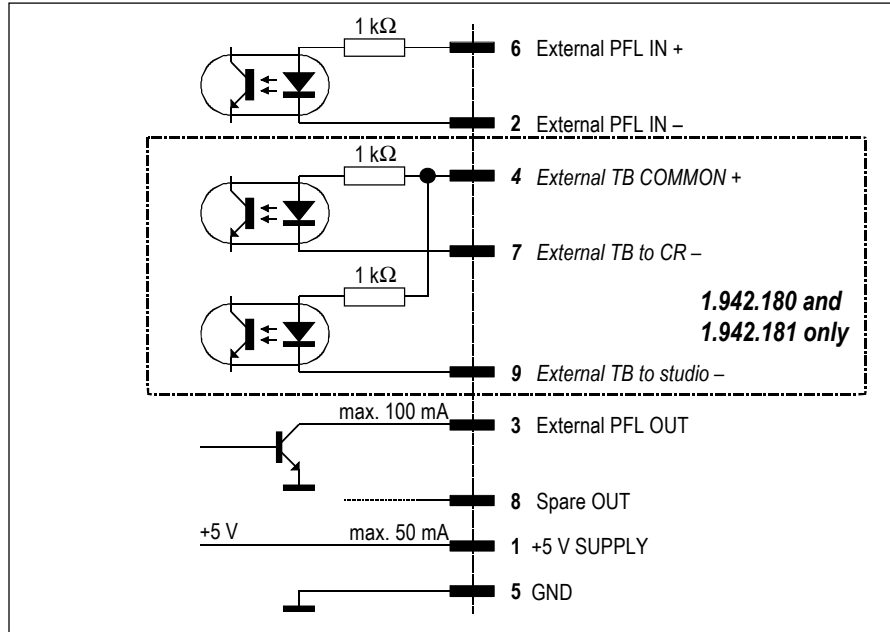 1 kΩ
6 External PFL IN +
2 External PFL IN –
1 kΩ
4 External TB COMMON +
7 External TB to CR –
1 kΩ
1.942.180 and
1.942.181 only
9 External TB to studio –
max. 100 mA
3 External PFL OUT
8 Spare OUT
+5 V max. 50 mA
1 +5 V SUPPLY
5 GND